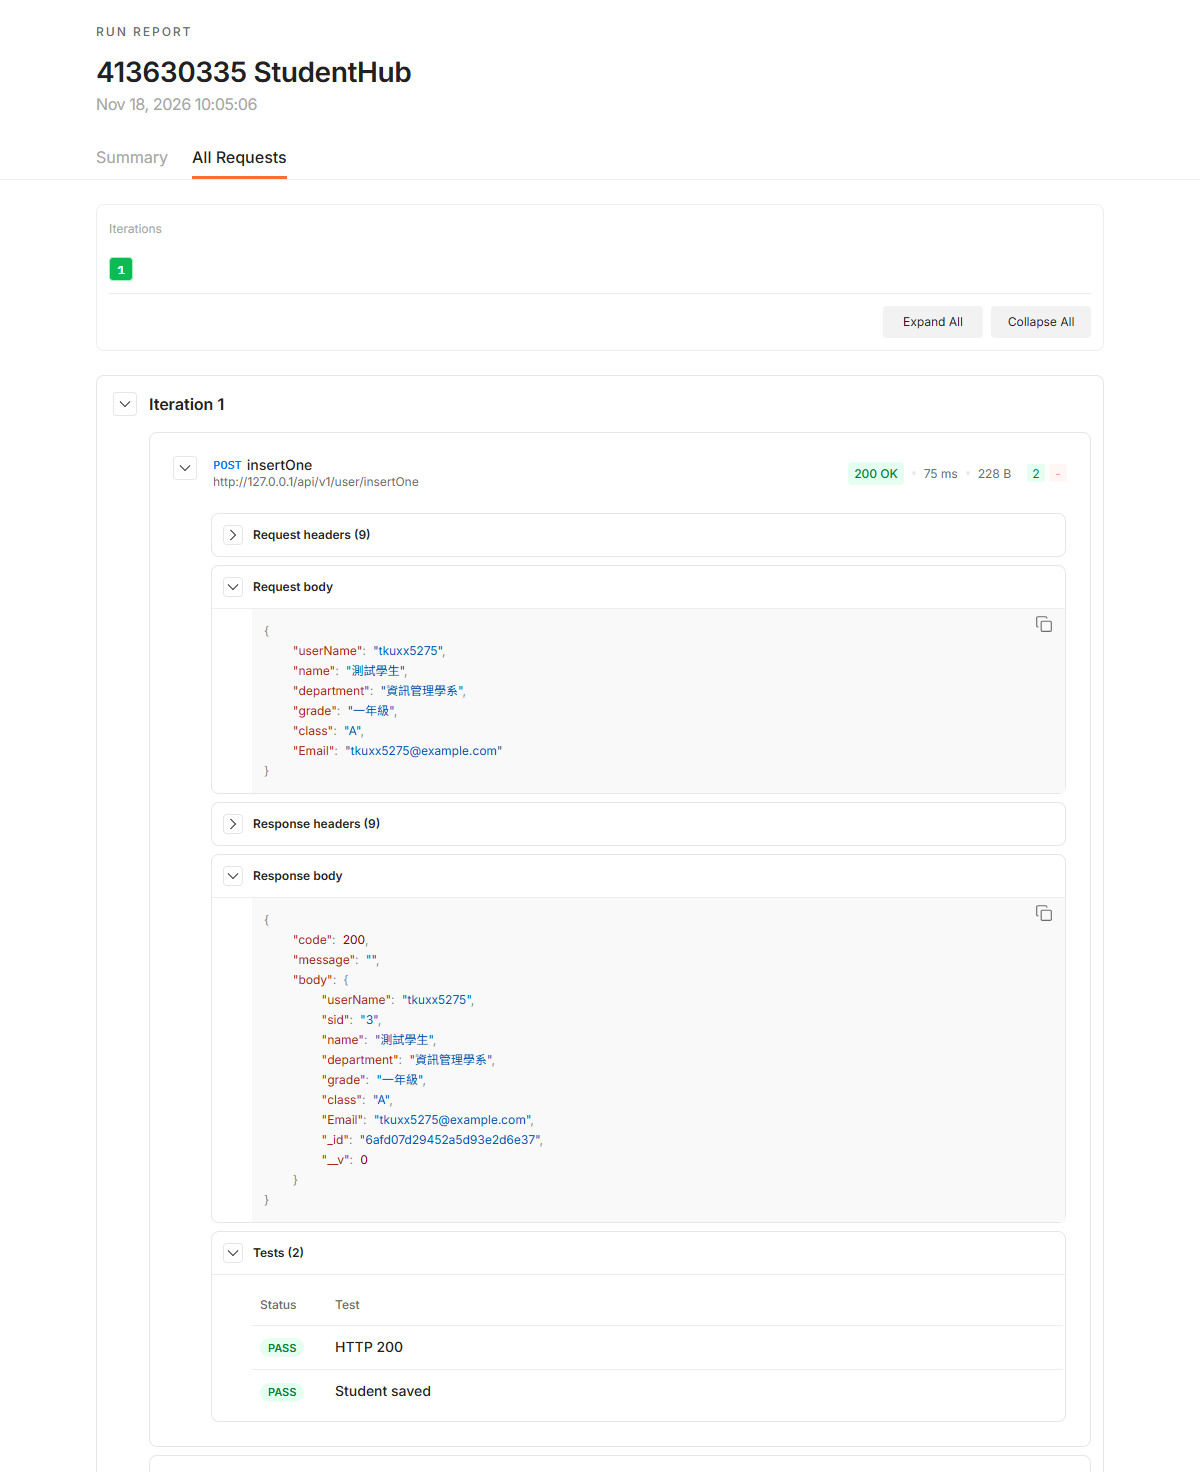 RUN REPORT
413630335 StudentHub
Nov 18, 2026 10:05:06
Summary All Requests
Iterations
1
Expand All Collapse All
Iteration 1
POST insertOne
http://127.0.0.1/api/v1/user/insertOne
200 OK • 75 ms • 228 B 2 -
Request headers (9)
Request body
{
"userName": "tkuxx5275",
"name": "測試學生",
"department": "資訊管理學系",
"grade": "一年級",
"class": "A",
"Email": "tkuxx5275@example.com"
}
Response headers (9)
Response body
{
"code": 200,
"message": "",
"body": {
"userName": "tkuxx5275",
"sid": "3",
"name": "測試學生",
"department": "資訊管理學系",
"grade": "一年級",
"class": "A",
"Email": "tkuxx5275@example.com",
"_id": "6afd07d29452a5d93e2d6e37",
"__v": 0
}
}
Tests (2)
Status Test
PASS HTTP 200
PASS Student saved